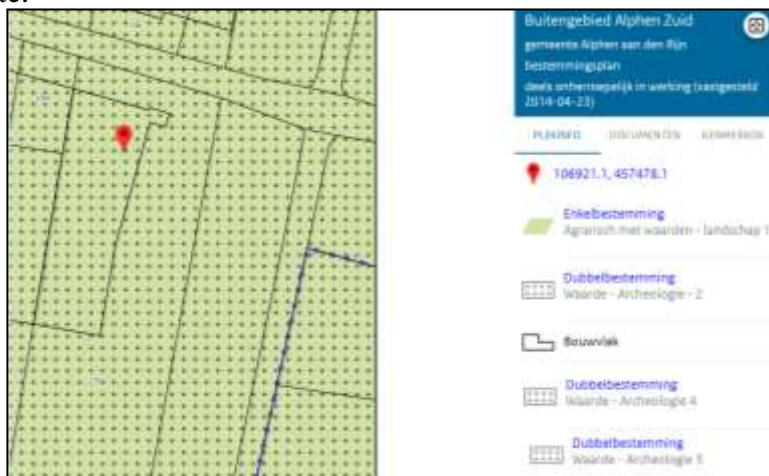 Buitengebied Alphen Zuid
gemeente Alphen aan den Rijn
bestemmingsplan
deels onherroepelijk in werking (vastgesteld
2014-04-23)
PLEKINFO DOCUMENTEN KENMERKEN
106921.1, 457478.1
Enkelbestemming
Agrarisch met waarden - landschap 1
Dubbelbestemming
Waarde - Archeologie - 2
Bouwvlak
Dubbelbestemming
Waarde - Archeologie 4
Dubbelbestemming
Waarde - Archeologie 5